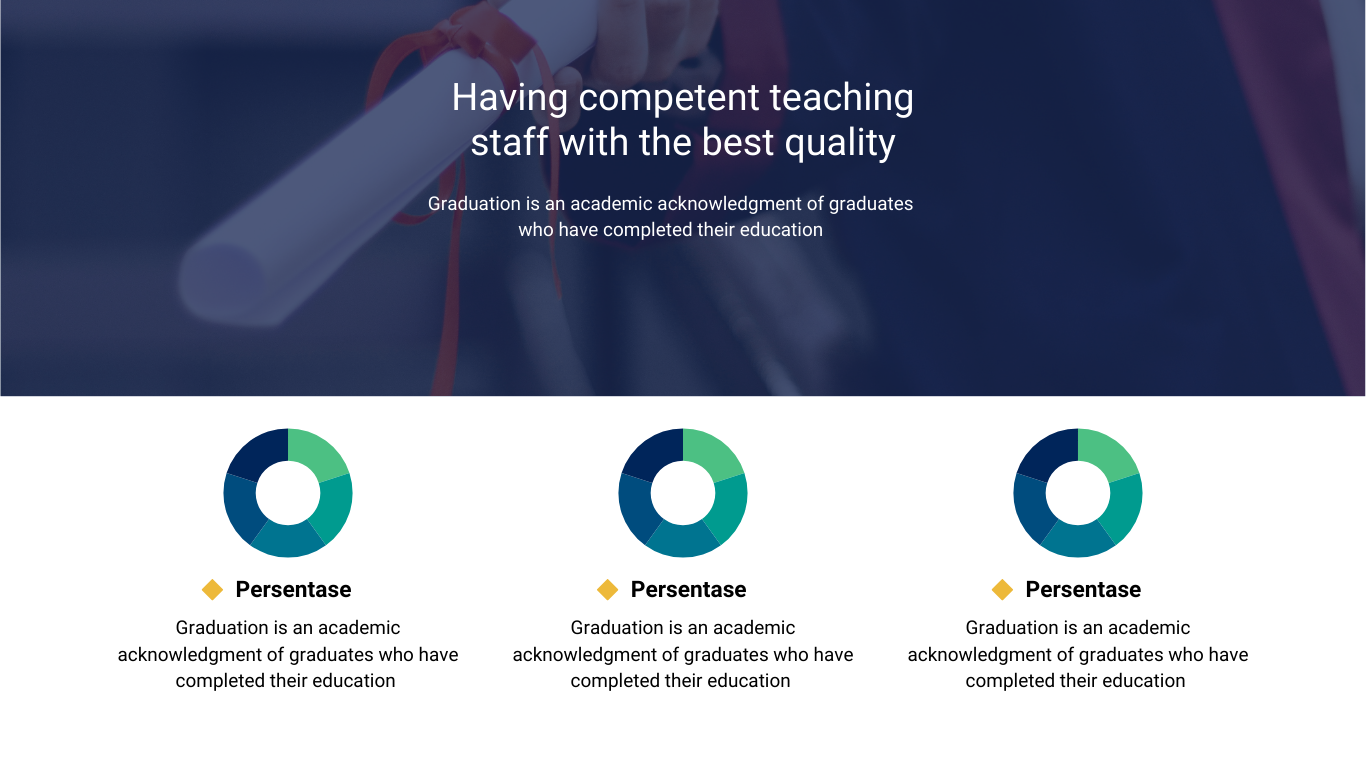 Having competent teaching
staff with the best quality
Graduation is an academic acknowledgment of graduates
who have completed their education
Persentase
Graduation is an academic
acknowledgment of graduates who have
completed their education
Persentase
Graduation is an academic
acknowledgment of graduates who have
completed their education
Persentase
Graduation is an academic
acknowledgment of graduates who have
completed their education